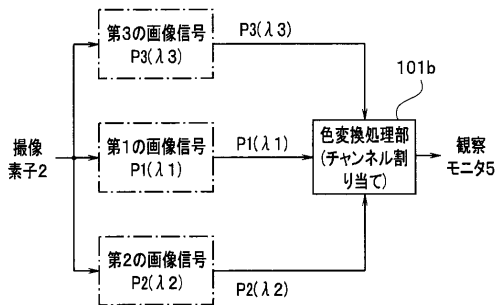 第3の画像信号
P3(λ3)
P3(λ3)
101b
撮像
素子2
第1の画像信号
P1(λ1)
P1(λ1)
色変換処理部
(チャンネル割
り当て)
観察
モニタ5
第2の画像信号
P2(λ2)
P2(λ2)